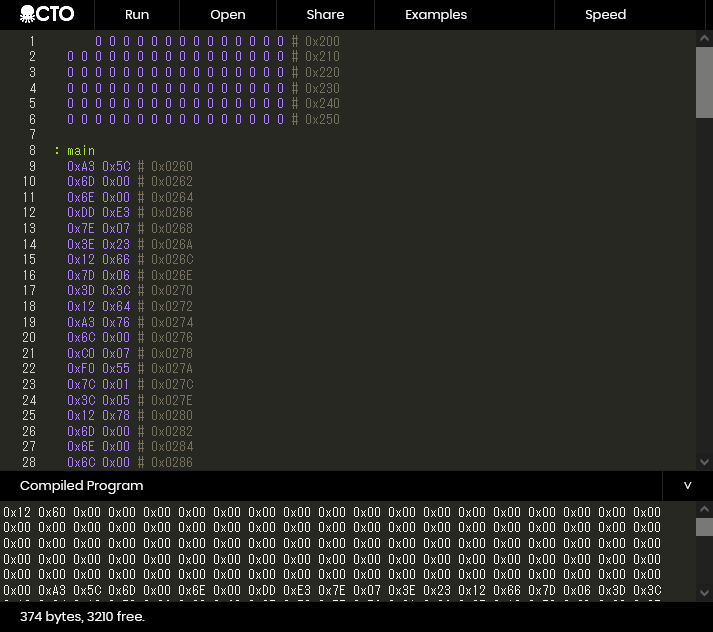 OCTO Run Open Share Examples Speed
1 0 0 0 0 0 0 0 0 0 0 0 0 0 0 # 0x200
2 0 0 0 0 0 0 0 0 0 0 0 0 0 0 0 0 # 0x210
3 0 0 0 0 0 0 0 0 0 0 0 0 0 0 0 0 # 0x220
4 0 0 0 0 0 0 0 0 0 0 0 0 0 0 0 0 # 0x230
5 0 0 0 0 0 0 0 0 0 0 0 0 0 0 0 0 # 0x240
6 0 0 0 0 0 0 0 0 0 0 0 0 0 0 0 0 # 0x250
7
8 : main
9 0xA3 0x5C # 0x0260
10 0x6D 0x00 # 0x0262
11 0x6E 0x00 # 0x0264
12 0xDD 0xE3 # 0x0266
13 0x7E 0x07 # 0x0268
14 0x3E 0x23 # 0x026A
15 0x12 0x66 # 0x026C
16 0x7D 0x06 # 0x026E
17 0x3D 0x3C # 0x0270
18 0x12 0x64 # 0x0272
19 0xA3 0x76 # 0x0274
20 0x6C 0x00 # 0x0276
21 0xC0 0x07 # 0x0278
22 0xF0 0x55 # 0x027A
23 0x7C 0x01 # 0x027C
24 0x3C 0x05 # 0x027E
25 0x12 0x78 # 0x0280
26 0x6D 0x00 # 0x0282
27 0x6E 0x00 # 0x0284
28 0x6C 0x00 # 0x0286
Compiled Program v
0x12 0x60 0x00 0x00 0x00 0x00 0x00 0x00 0x00 0x00 0x00 0x00 0x00 0x00 0x00 0x00 0x00 0x00 0x00
0x00 0x00 0x00 0x00 0x00 0x00 0x00 0x00 0x00 0x00 0x00 0x00 0x00 0x00 0x00 0x00 0x00 0x00 0x00
0x00 0x00 0x00 0x00 0x00 0x00 0x00 0x00 0x00 0x00 0x00 0x00 0x00 0x00 0x00 0x00 0x00 0x00 0x00
0x00 0x00 0x00 0x00 0x00 0x00 0x00 0x00 0x00 0x00 0x00 0x00 0x00 0x00 0x00 0x00 0x00 0x00 0x00
0x00 0x00 0x00 0x00 0x00 0x00 0x00 0x00 0x00 0x00 0x00 0x00 0x00 0x00 0x00 0x00 0x00 0x00 0x00
0x00 0xA3 0x5C 0x6D 0x00 0x6E 0x00 0xDD 0xE3 0x7E 0x07 0x3E 0x23 0x12 0x66 0x7D 0x06 0x3D 0x3C
374 bytes, 3210 free.